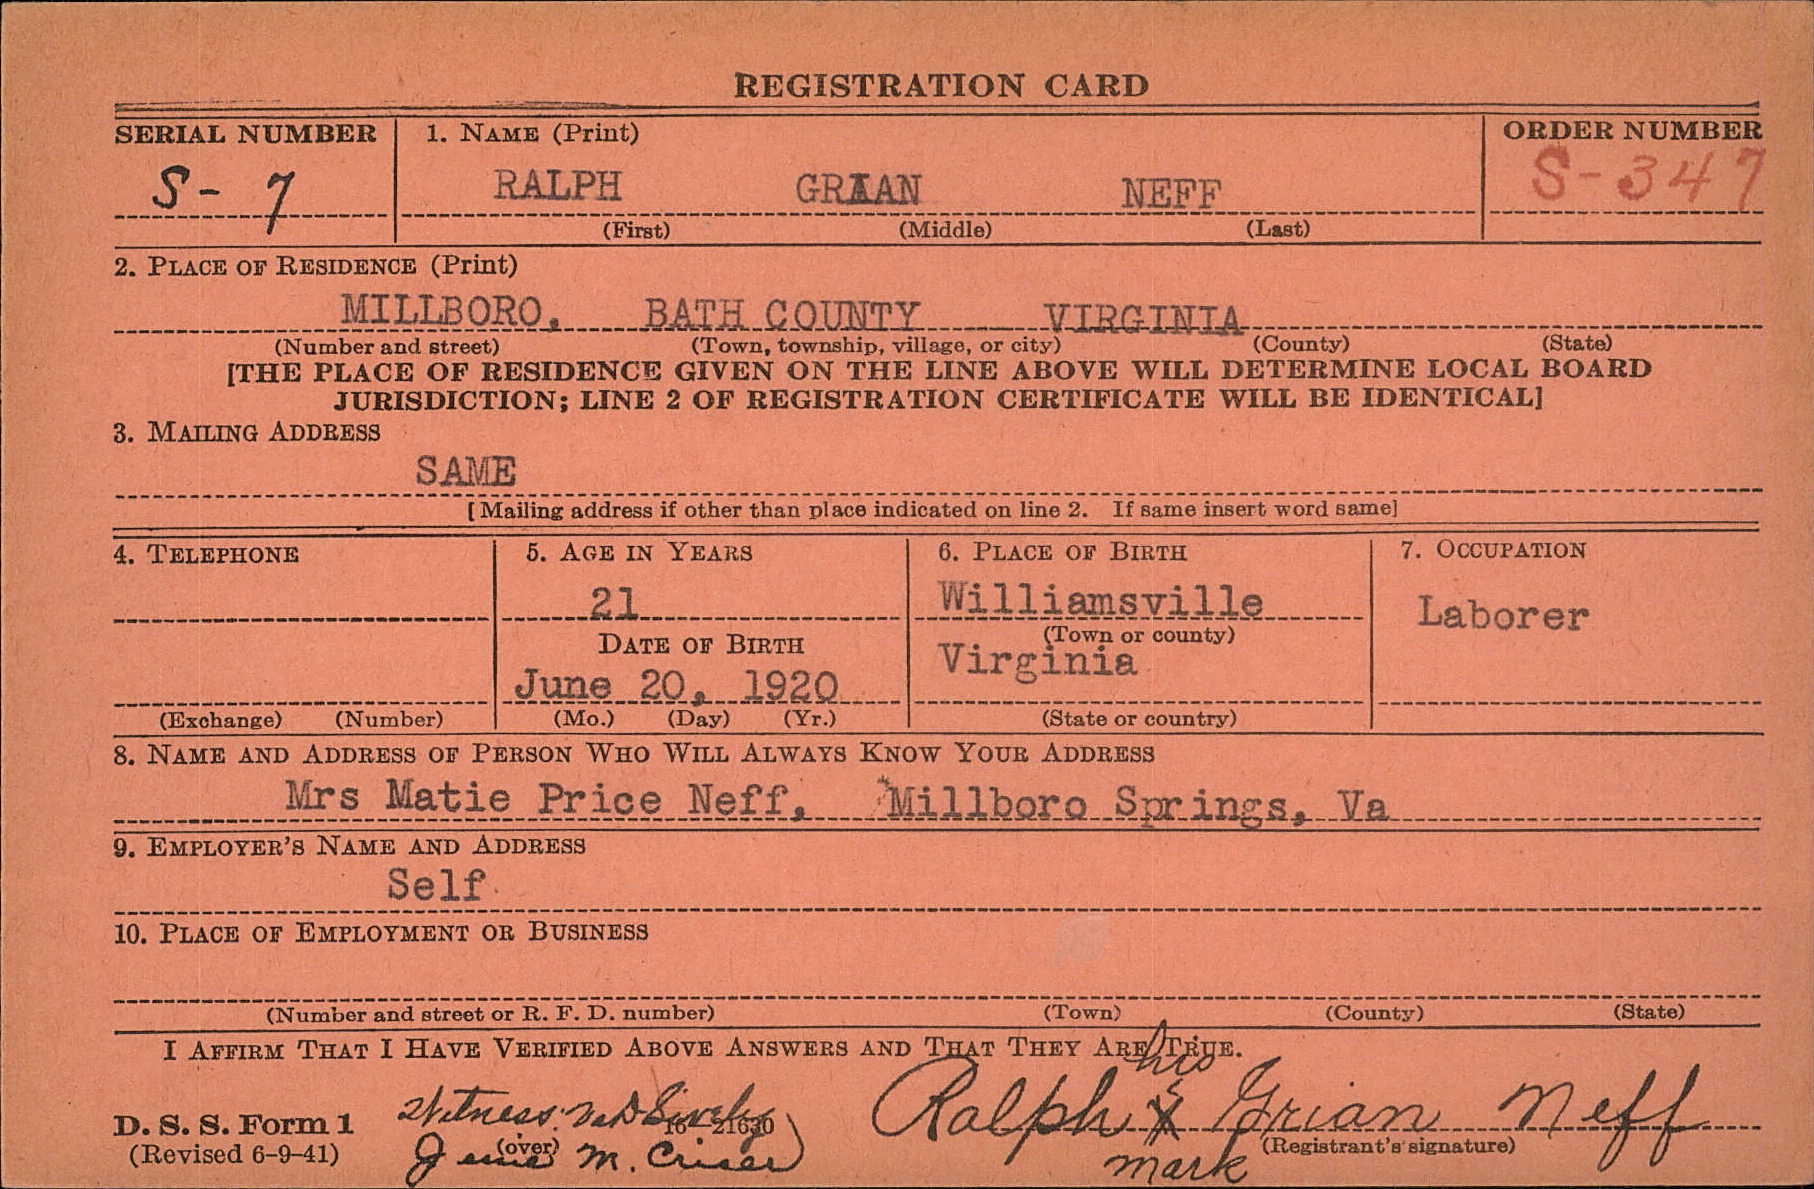 REGISTRATION CARD
SERIAL NUMBER 1. NAME (Print) ORDER NUMBER
S- 7 RALPH GRIAN NEFF S-347
(First) (Middle) (Last)
2. PLACE OF RESIDENCE (Print)
MILLBORO, BATH COUNTY VIRGINIA
(Number and street) (Town, township, village, or city) (County) (State)
[THE PLACE OF RESIDENCE GIVEN ON THE LINE ABOVE WILL DETERMINE LOCAL BOARD
JURISDICTION; LINE 2 OF REGISTRATION CERTIFICATE WILL BE IDENTICAL]
3. MAILING ADDRESS
SAME
[Mailing address if other than place indicated on line 2. If same insert word same]
4. TELEPHONE 5. AGE IN YEARS 6. PLACE OF BIRTH 7. OCCUPATION
21 Williamsville Laborer
DATE OF BIRTH (Town or county)
June 20, 1920 Virginia
(Exchange) (Number) (Mo.) (Day) (Yr.) (State or country)
8. NAME AND ADDRESS OF PERSON WHO WILL ALWAYS KNOW YOUR ADDRESS
Mrs Matie Price Neff, Millboro Springs, Va
9. EMPLOYER'S NAME AND ADDRESS
Self
10. PLACE OF EMPLOYMENT OR BUSINESS
(Number and street or R. F. D. number) (Town) (County) (State)
I AFFIRM THAT I HAVE VERIFIED ABOVE ANSWERS AND THAT THEY ARE TRUE.
his
Witness: Ralph X Grian Neff
D. S. S. Form 1 16—21630
(Revised 6-9-41) (over) M. Criser (Registrant's signature)
mark